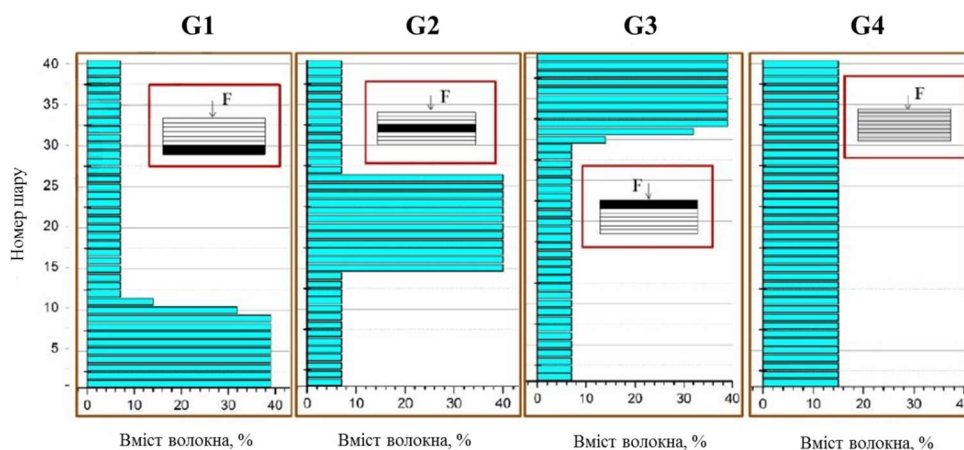 G1 G2 G3 G4
Номер шару
40
35
30
25
20
15
10
5
F
F
F
F
0 10 20 30 40
0 10 20 30 40
0 10 20 30 40
0 10 20 30 40
Вміст волокна, %
Вміст волокна, %
Вміст волокна, %
Вміст волокна, %